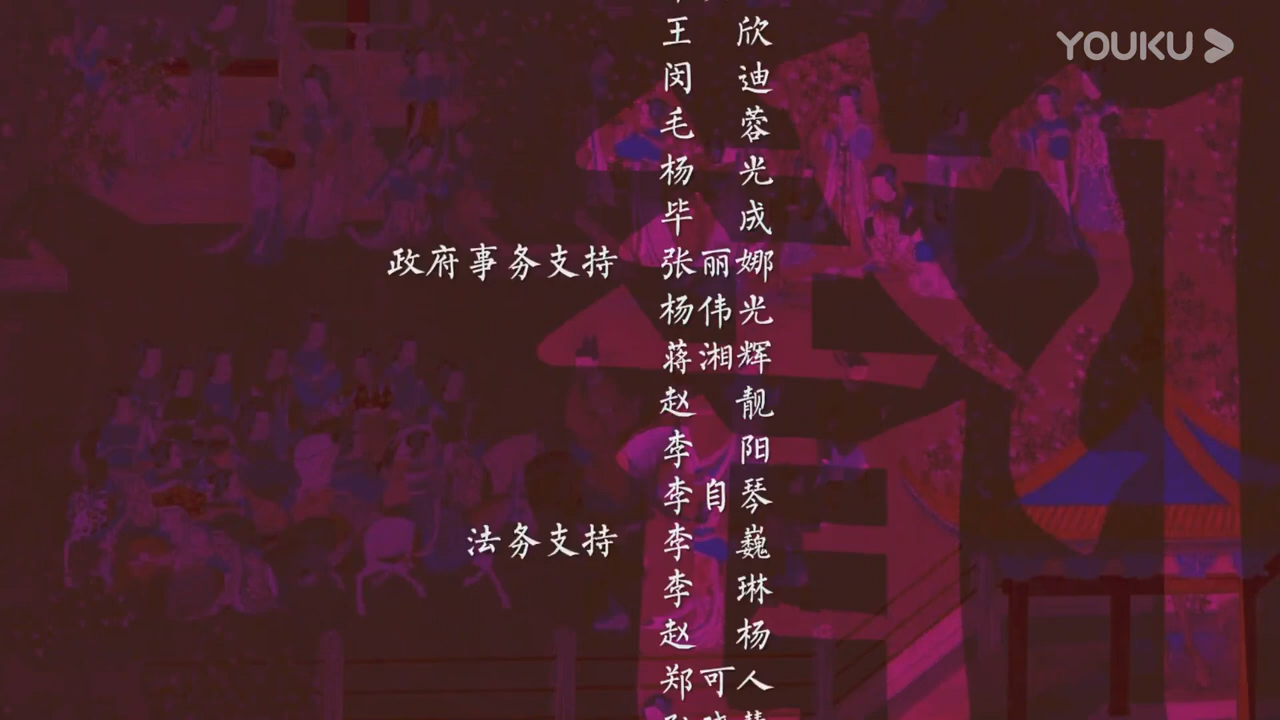 YOUKU
王 欣
闵 迪
毛 蓉
杨 光
毕 成
政府事务支持 张丽娜
杨伟光
蒋湘辉
赵 靓
李 阳
李自琴
法务支持 李 巍
李 琳
赵 杨
郑可人